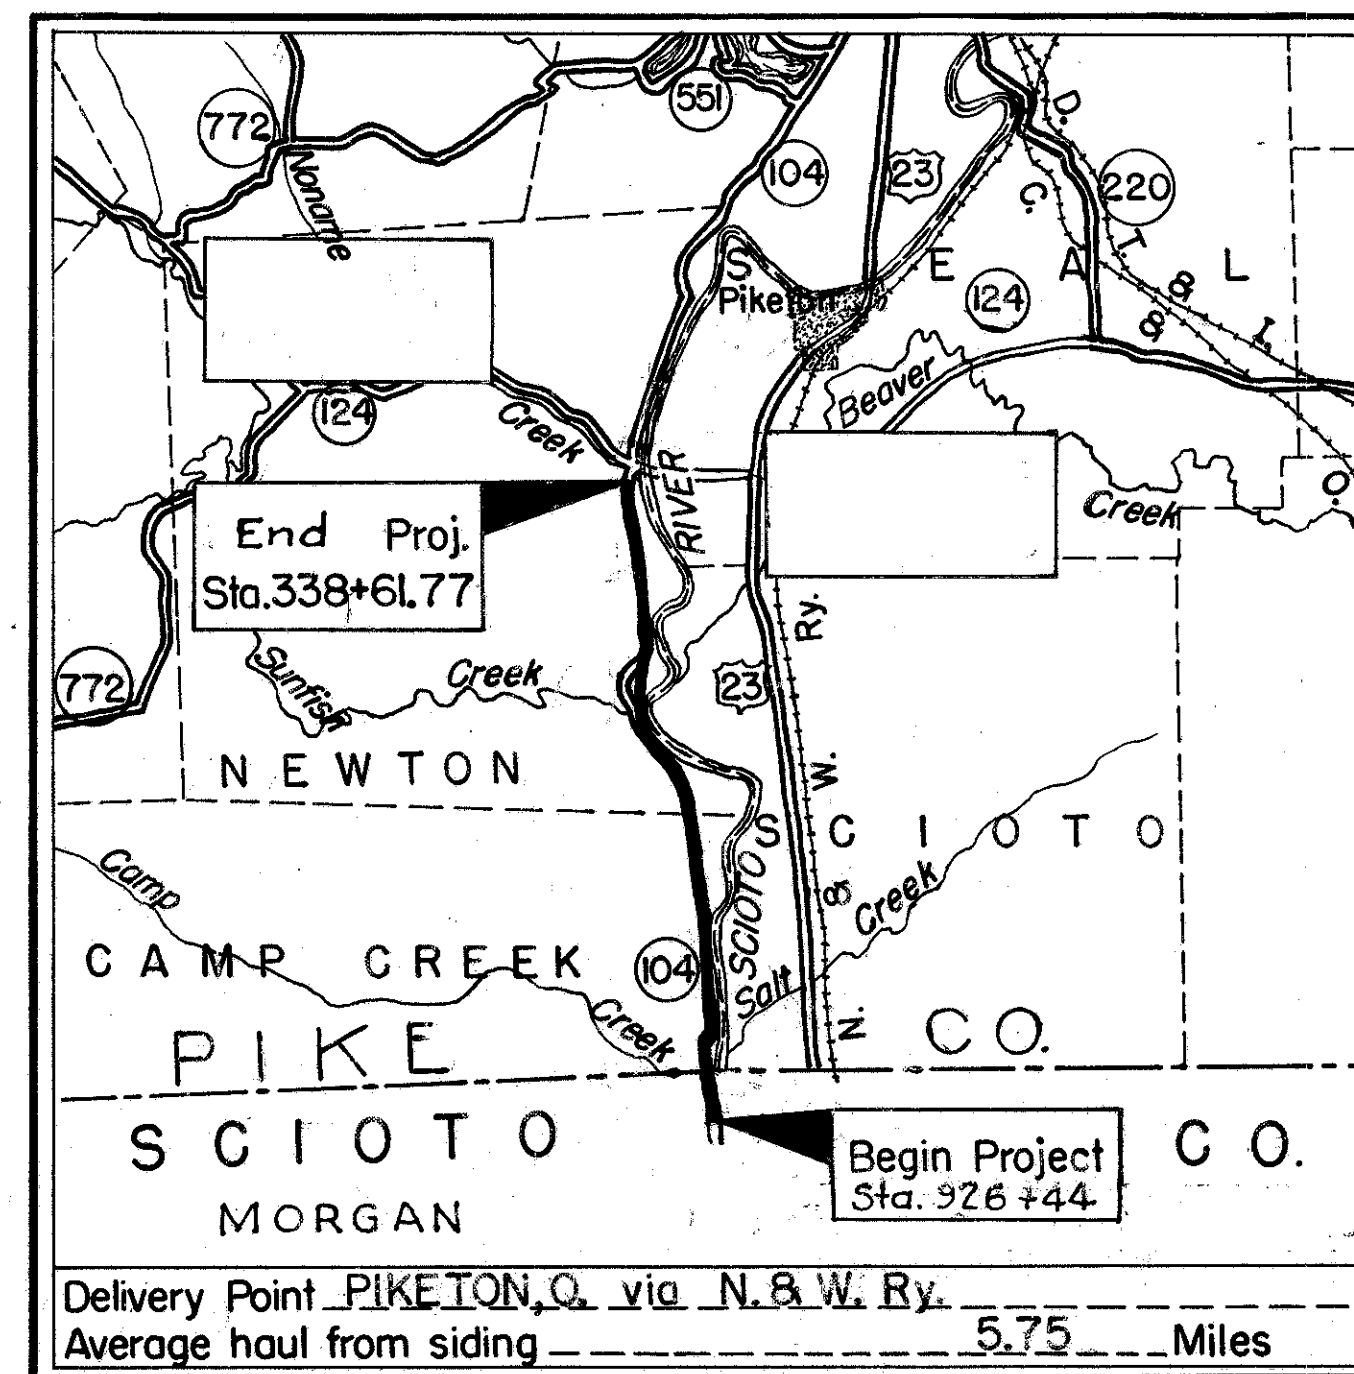 551
772
D.
104
23
220
Noname
C.
T.
S E A L
&
Piketon
124
&
I.
Beaver
124
Creek
RIVER
Creek
O.
End Proj.
Sta.338+61.77
Ry.
Sunfish Creek
772
23
NEWTON
W.
SCIOTO
Camp
&
Creek
SCIOTO
CAMP CREEK
104
Salt
Creek
N.
PIKE CO.
SCIOTO CO.
Begin Project
Sta. 926+44
MORGAN
Delivery Point PIKETON, O. via N. & W. Ry.
Average haul from siding 5.75 Miles